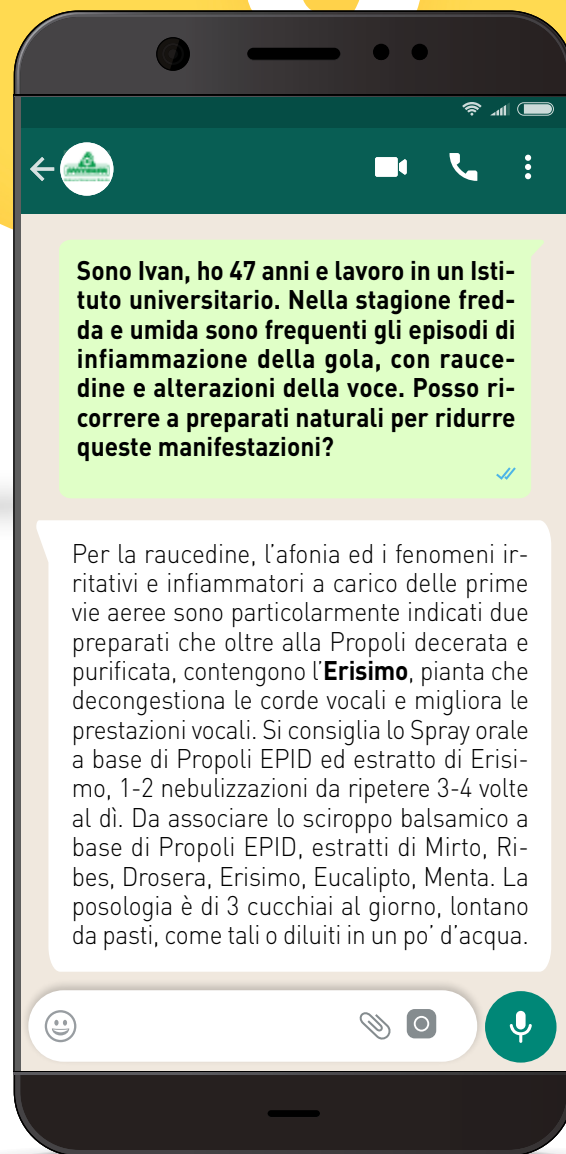 Sono Ivan, ho 47 anni e lavoro in un Isti-
tuto universitario. Nella stagione fred-
da e umida sono frequenti gli episodi di
infiammazione della gola, con rauce-
dine e alterazioni della voce. Posso ri-
correre a preparati naturali per ridurre
queste manifestazioni?
Per la raucedine, l’afonia ed i fenomeni ir-
ritativi e infiammatori a carico delle prime
vie aeree sono particolarmente indicati due
preparati che oltre alla Propoli decerata e
purificata, contengono l’Erisimo, pianta che
decongestiona le corde vocali e migliora le
prestazioni vocali. Si consiglia lo Spray orale
a base di Propoli EPID ed estratto di Erisi-
mo, 1-2 nebulizzazioni da ripetere 3-4 volte
al dì. Da associare lo sciroppo balsamico a
base di Propoli EPID, estratti di Mirto, Ri-
bes, Drosera, Erisimo, Eucalipto, Menta. La
posologia è di 3 cucchiai al giorno, lontano
da pasti, come tali o diluiti in un po’ d’acqua.